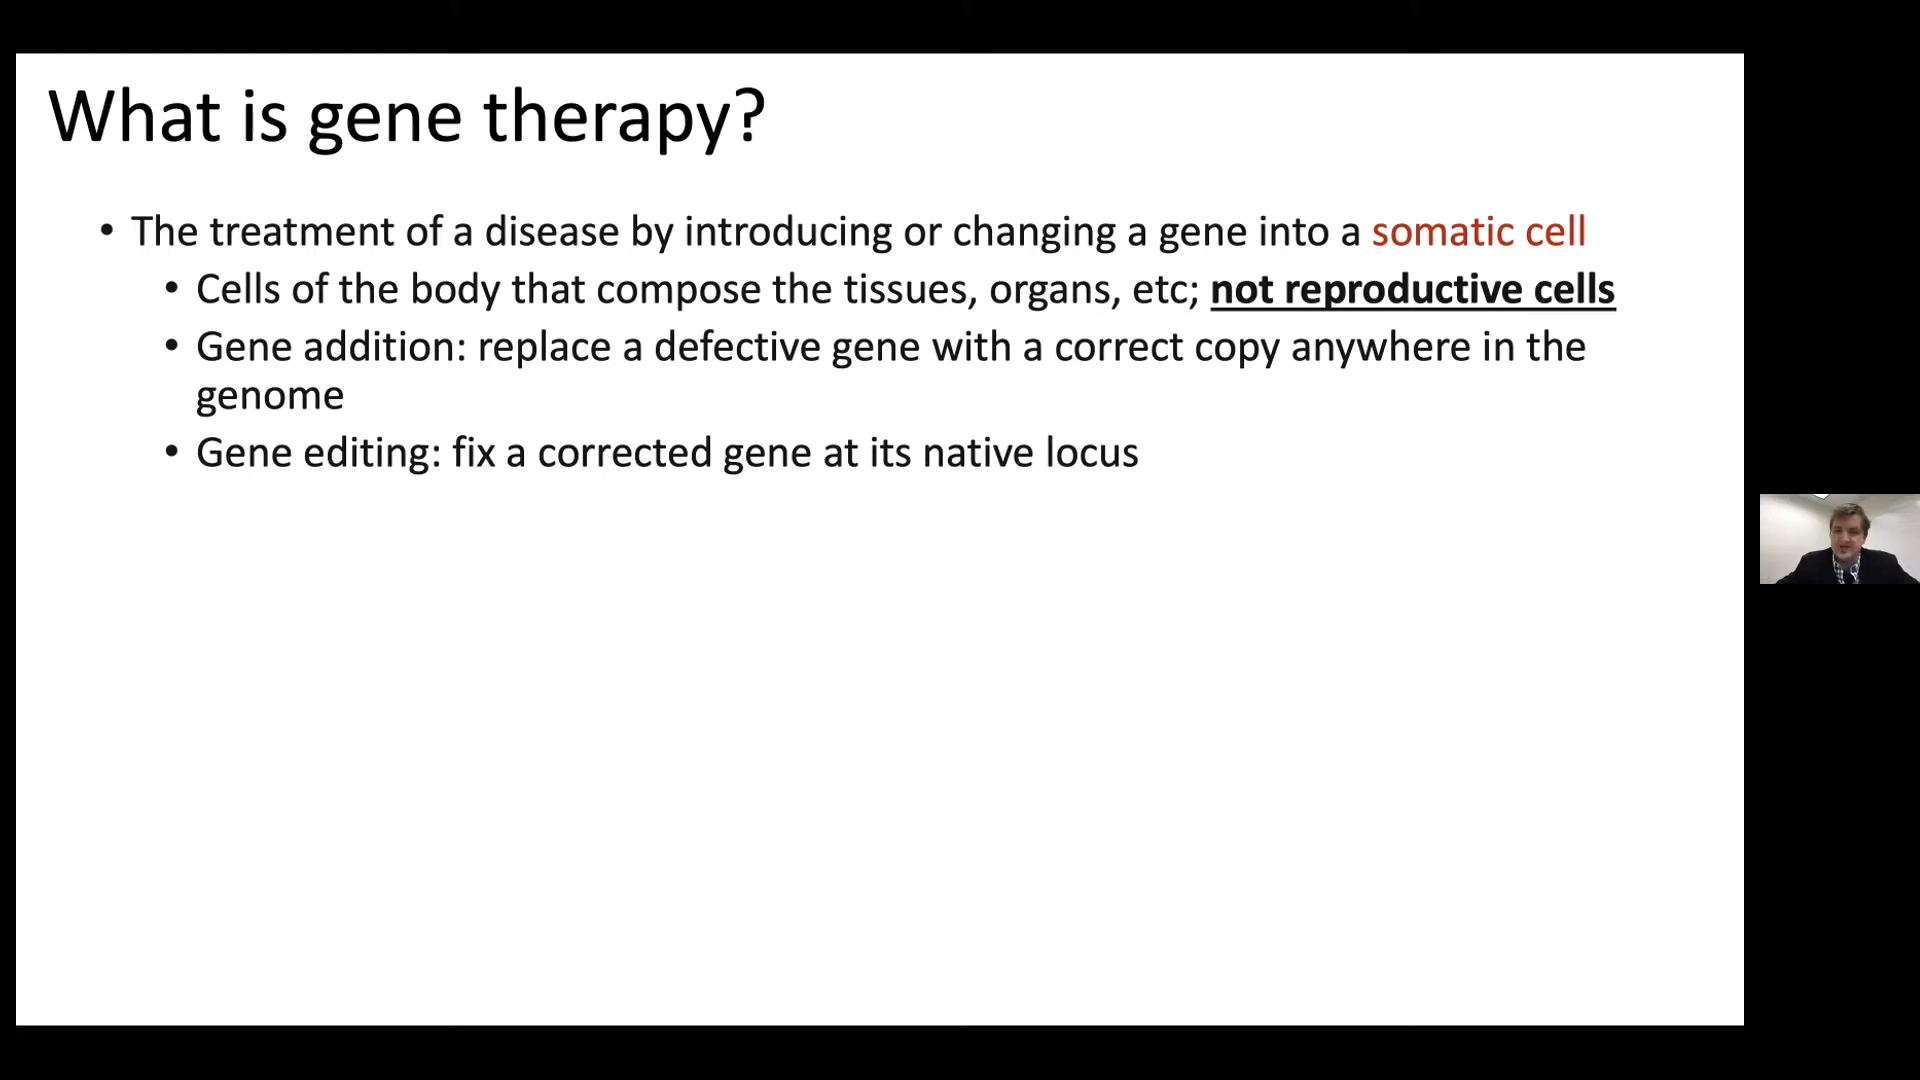 What is gene therapy?
• The treatment of a disease by introducing or changing a gene into a somatic cell
• Cells of the body that compose the tissues, organs, etc; not reproductive cells
• Gene addition: replace a defective gene with a correct copy anywhere in the
genome
• Gene editing: fix a corrected gene at its native locus